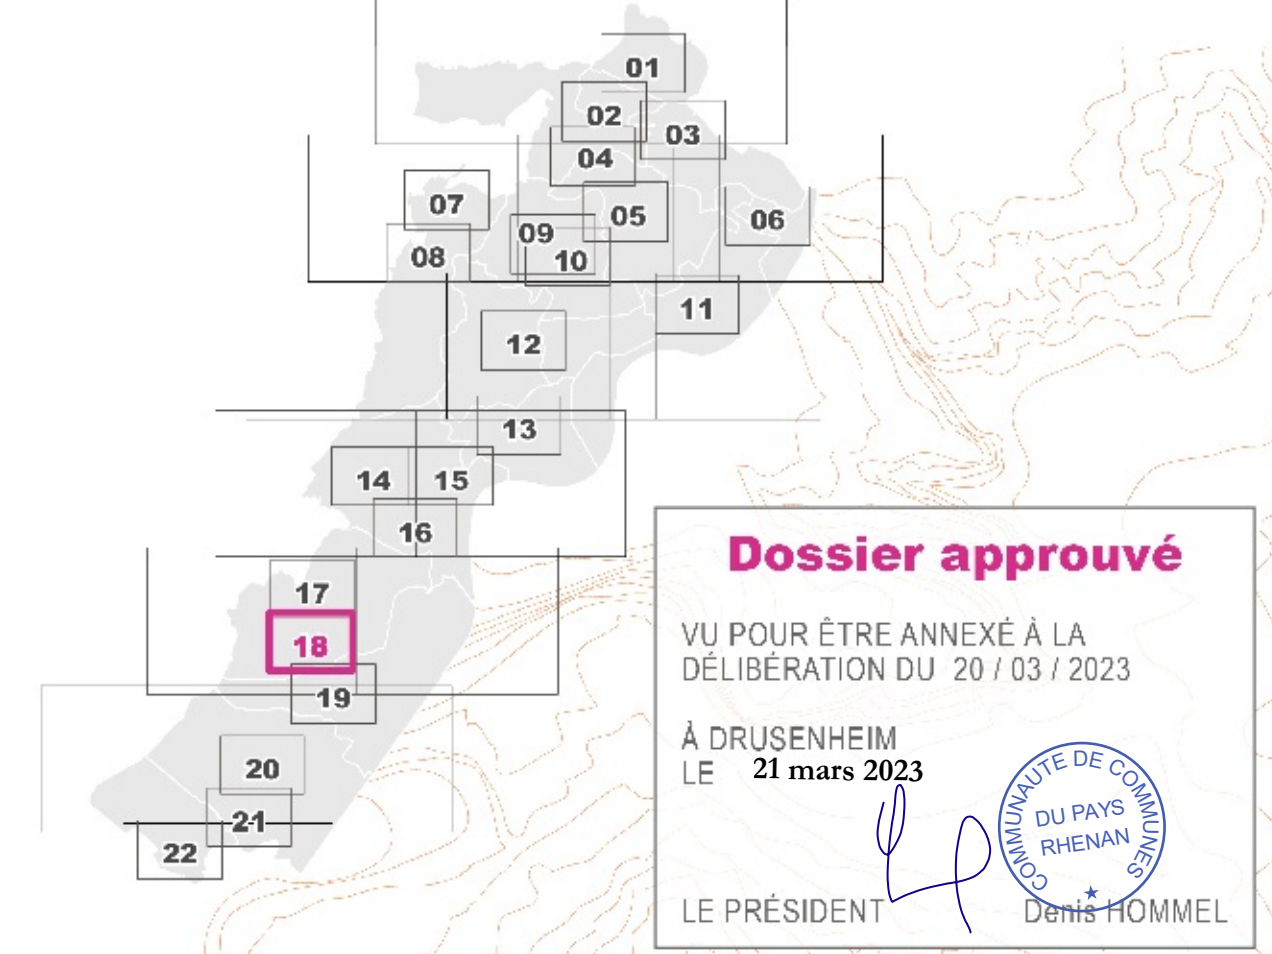 01
02
03
04
05
06
07
08
09
10
11
12
13
14
15
16
17
18
19
20
21
22
Dossier approuvé
VU POUR ÊTRE ANNEXÉ À LA
DÉLIBÉRATION DU 20 / 03 / 2023
À DRUSENHEIM
LE 21 mars 2023
COMMUNAUTE DE COMMUNES
DU PAYS
RHENAN
LE PRÉSIDENT Denis HOMMEL